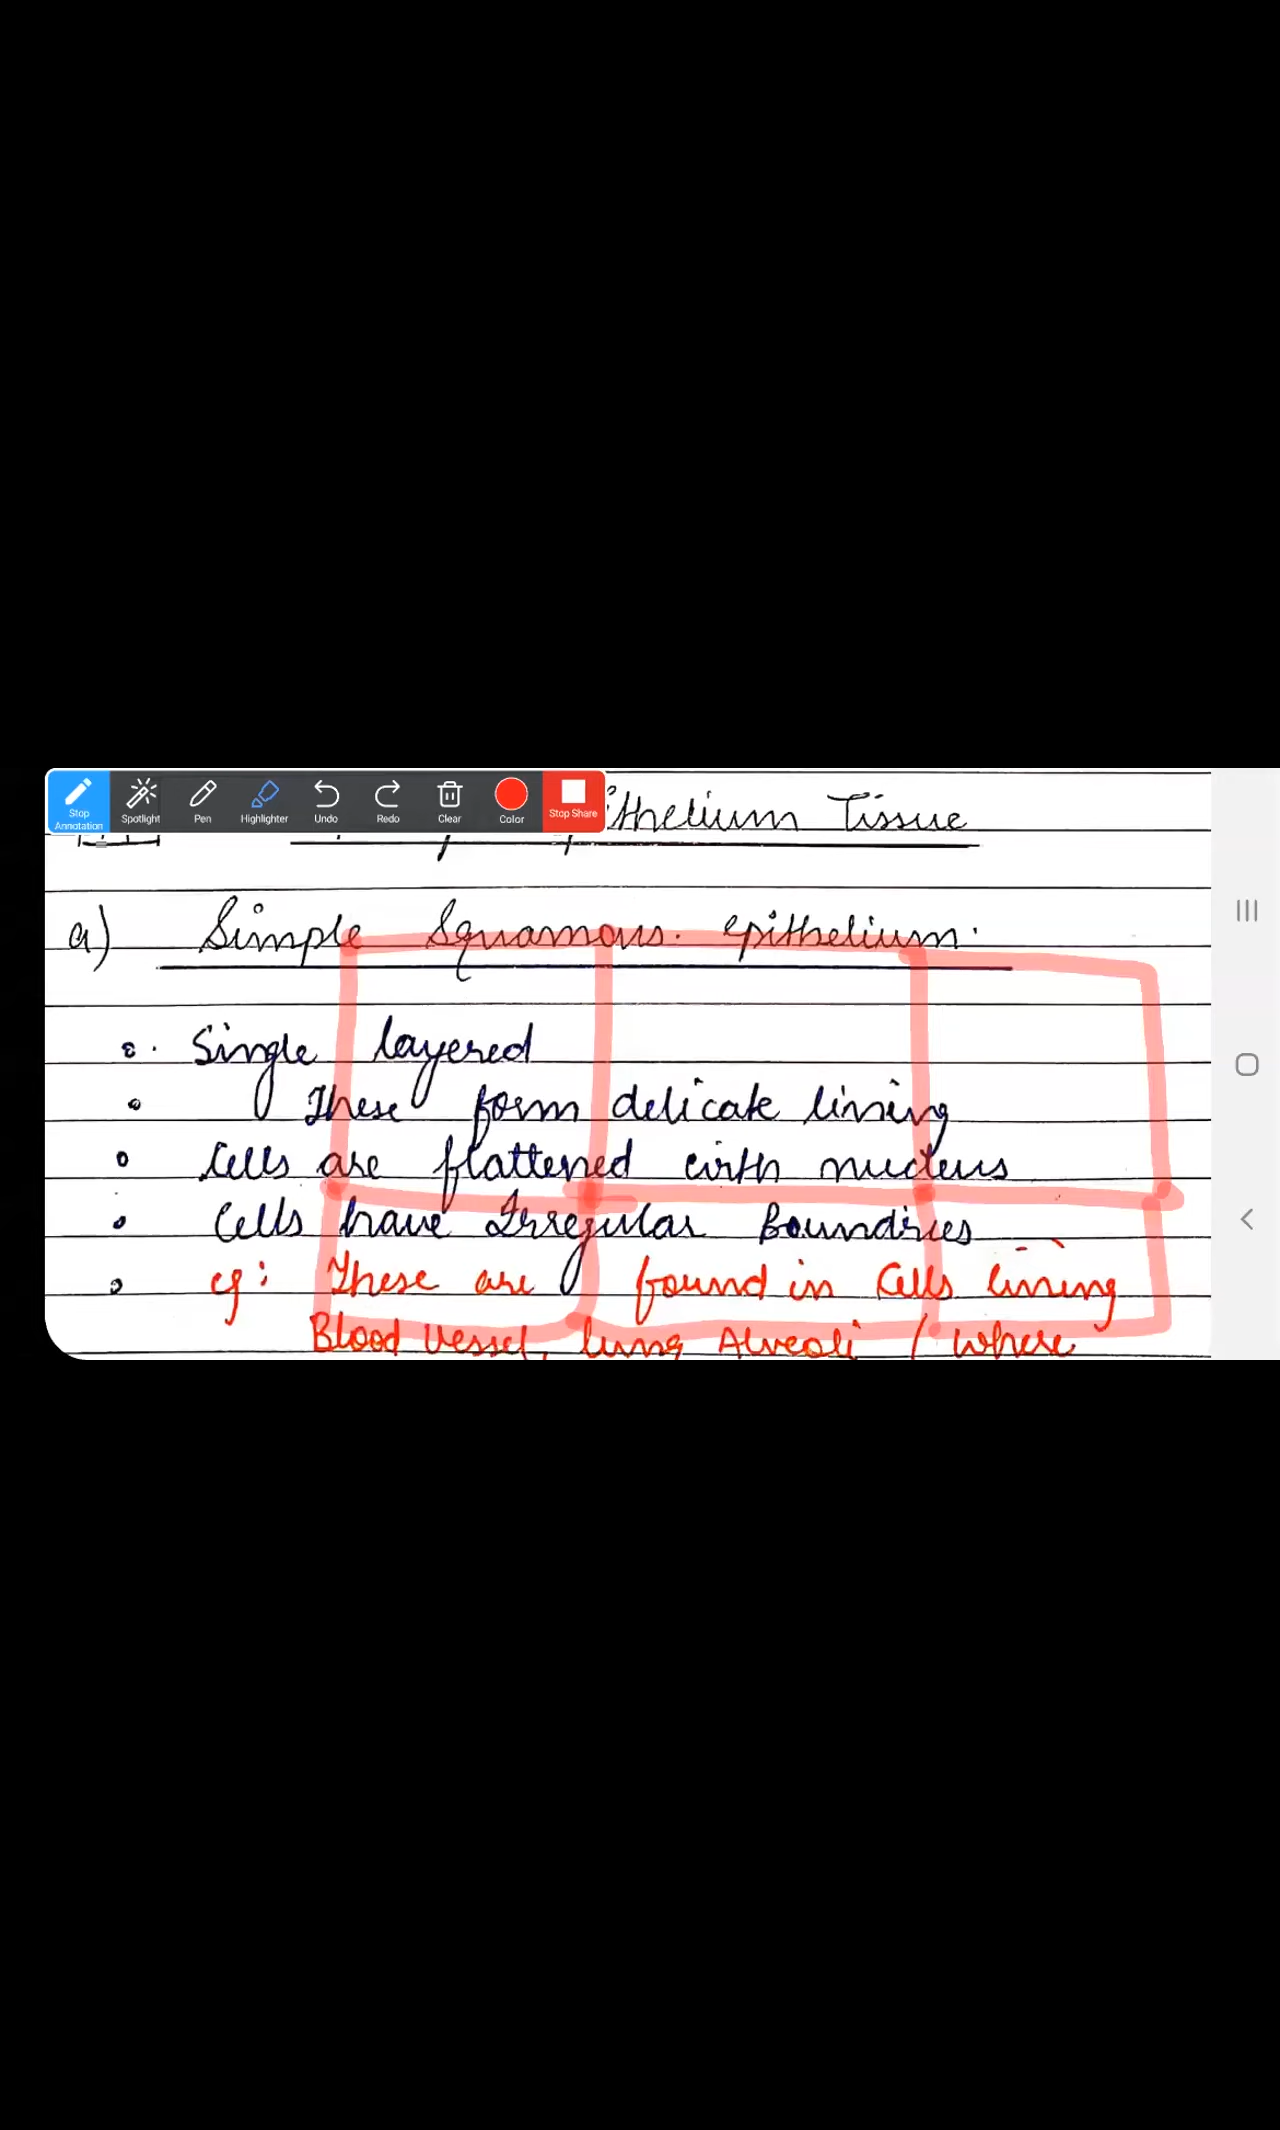 Stop Annotation Spotlight Pen Highlighter Undo Redo Clear Color Stop Share
ithelium Tissue
a) Simple Squamous. epithelium.
Single layered
These form delicate lining
Cells are flattened with nucleus
Cells have Irregular Boundries
eg: These are found in Cells lining
Blood Vessel, lung Alveoli / where